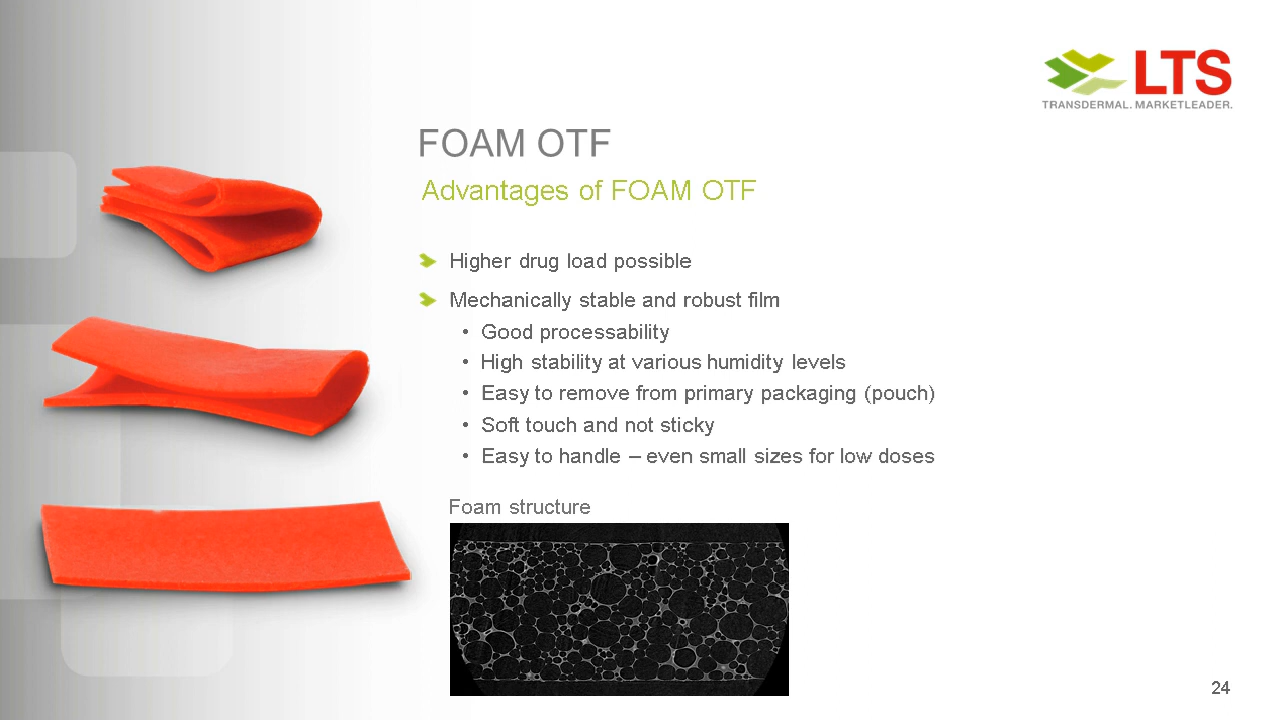 LTS
TRANSDERMAL. MARKETLEADER.
FOAM OTF
Advantages of FOAM OTF
Higher drug load possible
Mechanically stable and robust film
• Good processability
• High stability at various humidity levels
• Easy to remove from primary packaging (pouch)
• Soft touch and not sticky
• Easy to handle – even small sizes for low doses
Foam structure
24